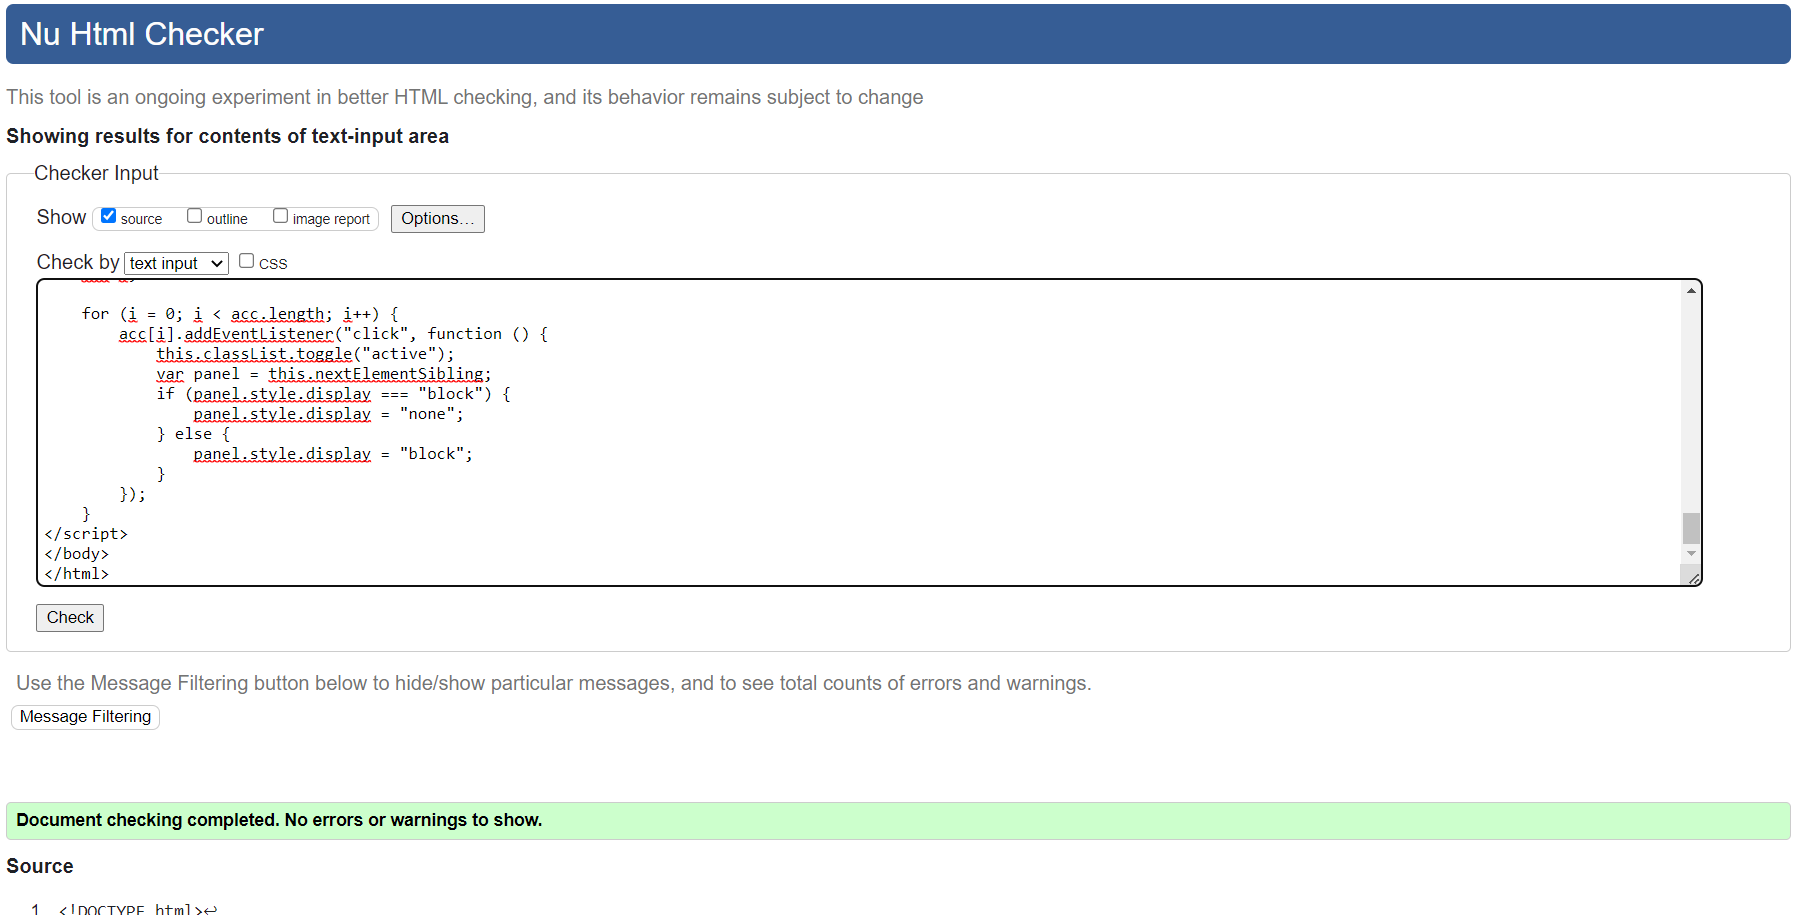 Nu Html Checker
This tool is an ongoing experiment in better HTML checking, and its behavior remains subject to change
Showing results for contents of text-input area
Checker Input
Show source outline image report Options...
Check by text input CSS
for (i = 0; i < acc.length; i++) {
acc[i].addEventListener("click", function () {
this.classList.toggle("active");
var panel = this.nextElementSibling;
if (panel.style.display === "block") {
panel.style.display = "none";
} else {
panel.style.display = "block";
}
});
}
</script>
</body>
</html>
Check
Use the Message Filtering button below to hide/show particular messages, and to see total counts of errors and warnings.
Message Filtering
Document checking completed. No errors or warnings to show.
Source
1 <!DOCTYPE html>↩